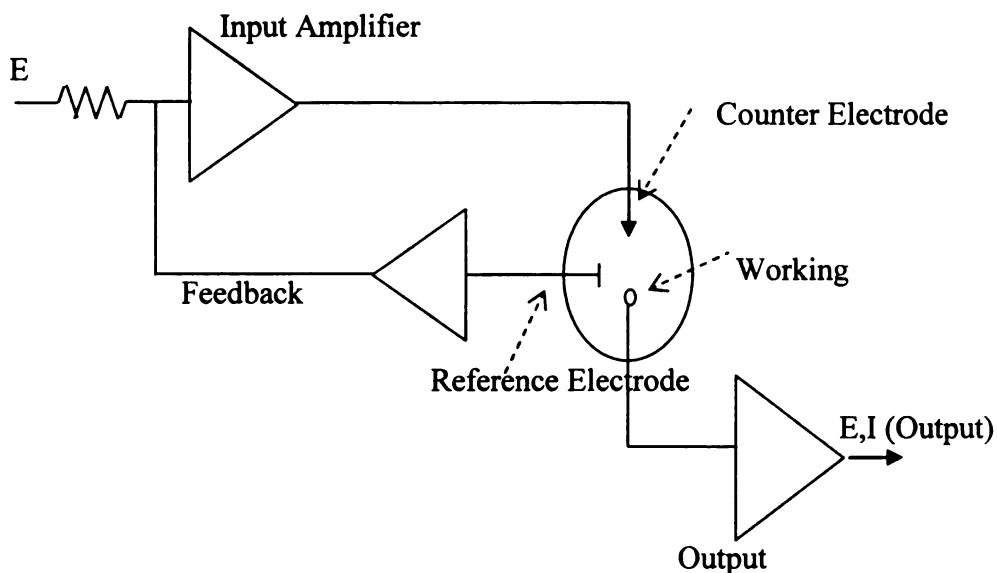 Input Amplifier
E
Counter Electrode
Working
Feedback
Reference Electrode
E,I (Output)
Output